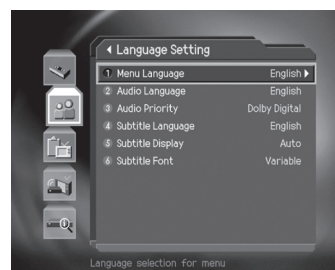 Language Setting
1 Menu Language English
2 Audio Language English
3 Audio Priority Dolby Digital
4 Subtitle Language English
5 Subtitle Display Auto
6 Subtitle Font Variable
Language selection for menu